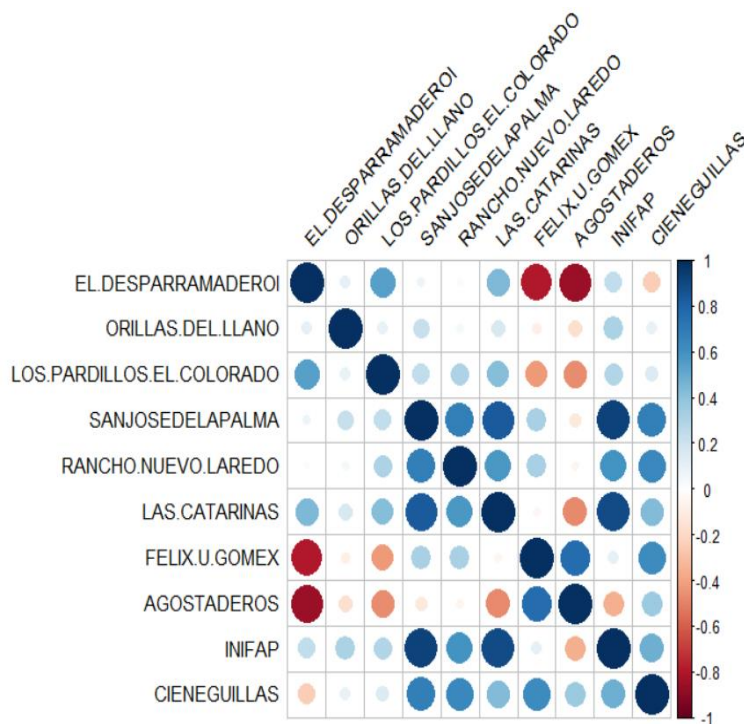 EL.DESPARRAMADEROI
ORILLAS.DEL.LLANO
LOS.PARDILLOS.EL.COLORADO
SANJOSEDELAPALMA
RANCHO.NUEVO.LAREDO
LAS.CATARINAS
FELIX.U.GOMEX
AGOSTADEROS
INIFAP
CIENEGUILLAS
EL.DESPARRAMADEROI
ORILLAS.DEL.LLANO
LOS.PARDILLOS.EL.COLORADO
SANJOSEDELAPALMA
RANCHO.NUEVO.LAREDO
LAS.CATARINAS
FELIX.U.GOMEX
AGOSTADEROS
INIFAP
CIENEGUILLAS
1
0.8
0.6
0.4
0.2
0
-0.2
-0.4
-0.6
-0.8
-1